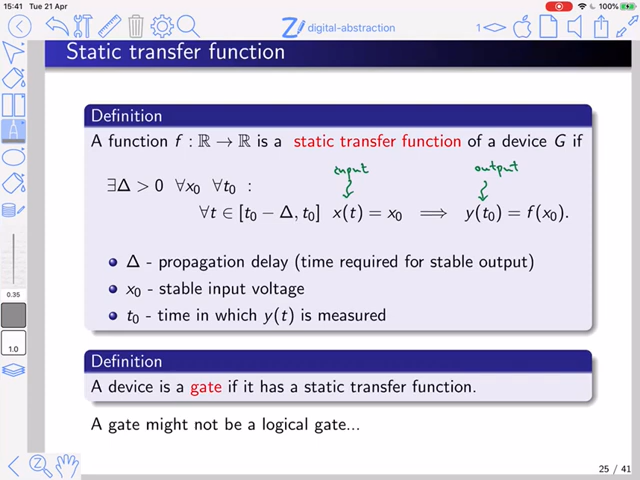 15:41 Tue 21 Apr 100%
digital-abstraction 1
Static transfer function
Definition
A function f : ℝ → ℝ is a static transfer function of a device G if
input output
∃Δ > 0 ∀x₀ ∀t₀ :
∀t ∈ [t₀ − Δ, t₀] x(t) = x₀ ⟹ y(t₀) = f(x₀).
Δ - propagation delay (time required for stable output)
x₀ - stable input voltage
t₀ - time in which y(t) is measured
Definition
A device is a gate if it has a static transfer function.
A gate might not be a logical gate...
0.35
1.0
25 / 41